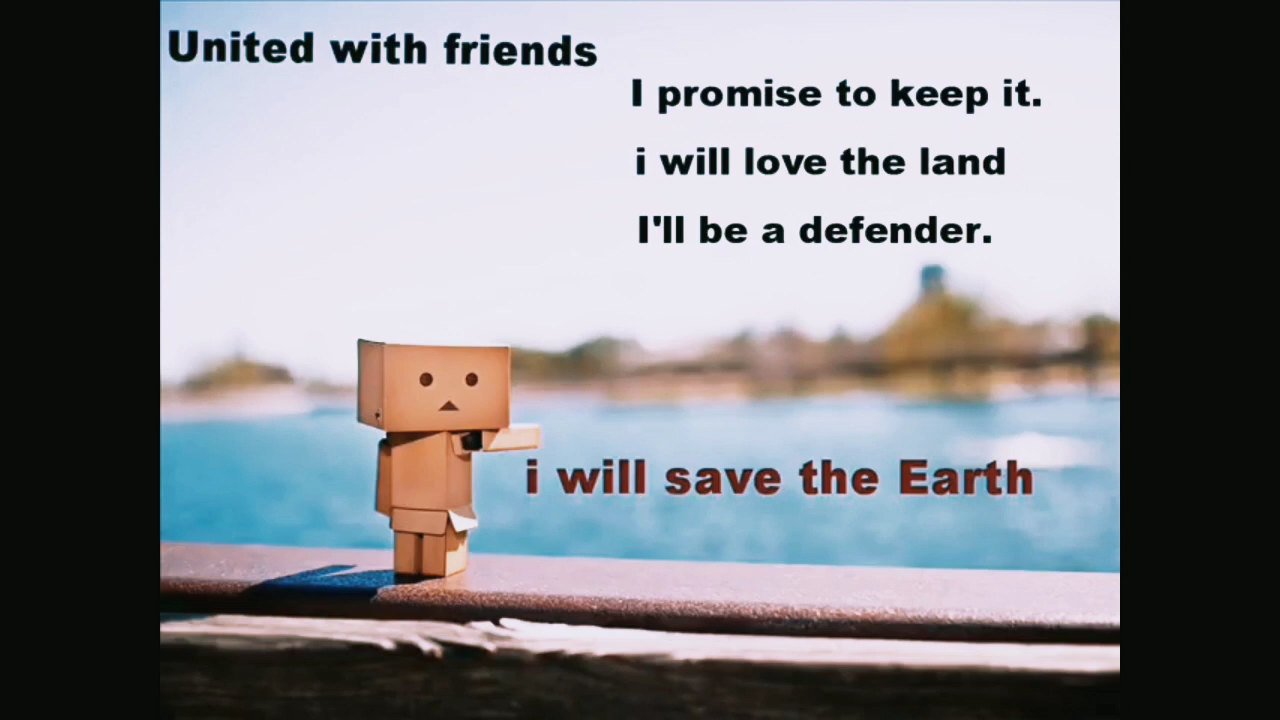 United with friends
I promise to keep it.
i will love the land
I'll be a defender.
i will save the Earth